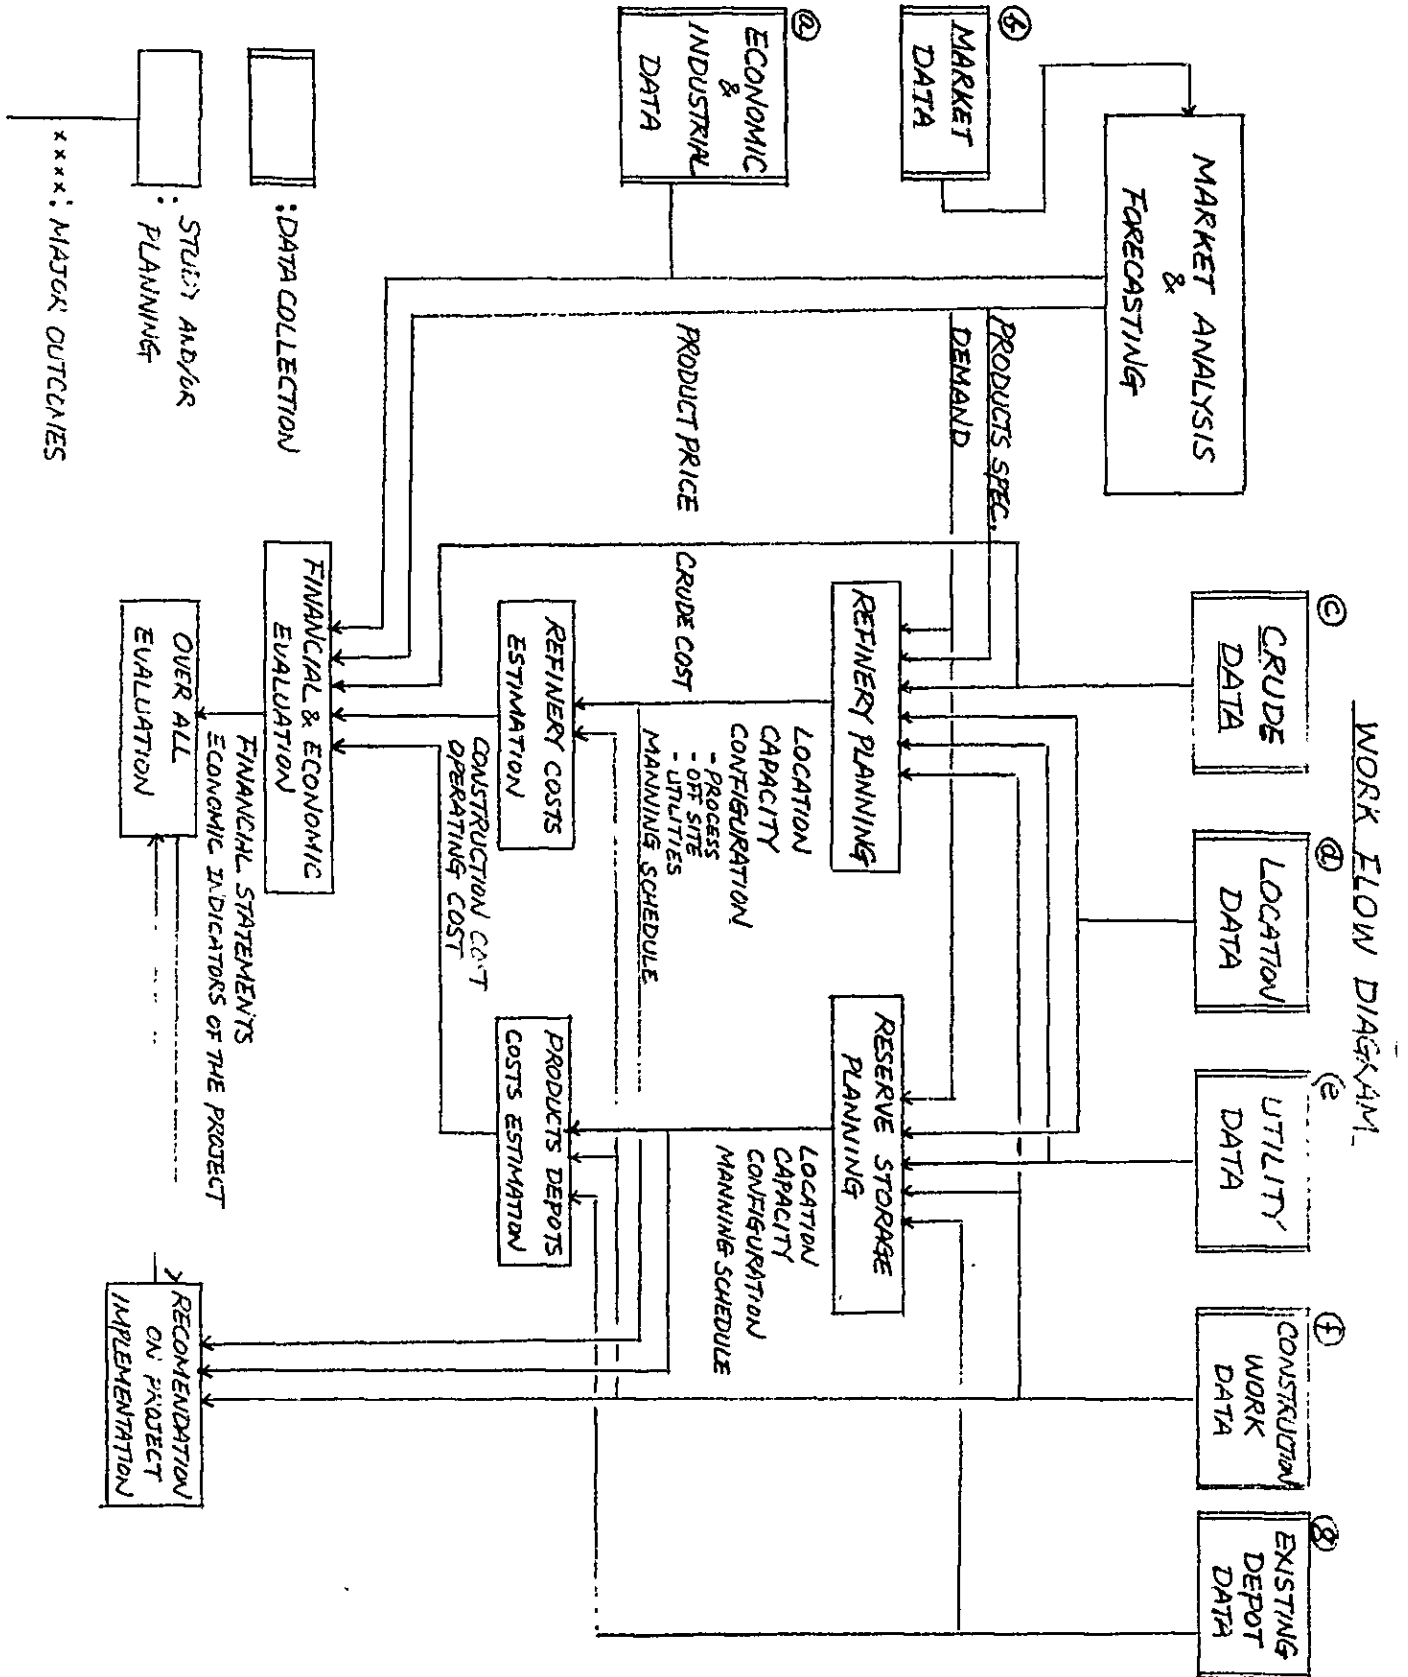 WORK FLOW DIAGRAM
ⓒ
CRUDE
DATA
ⓓ
LOCATION
DATA
ⓔ
UTILITY
DATA
ⓕ
CONSTRUCTION
WORK
DATA
ⓖ
EXISTING
DEPOT
DATA
MARKET ANALYSIS
&
FORECASTING
ⓑ
MARKET
DATA
PRODUCTS SPEC.
DEMAND
ⓐ
ECONOMIC
&
INDUSTRIAL
DATA
REFINERY PLANNING
RESERVE STORAGE
PLANNING
LOCATION
CAPACITY
CONFIGURATION
- PROCESS
- OFF SITE
- UTILITIES
MANNING SCHEDULE
LOCATION
CAPACITY
CONFIGURATION
MANNING SCHEDULE
PRODUCT PRICE
CRUDE COST
REFINERY COSTS
ESTIMATION
PRODUCTS DEPOTS
COSTS ESTIMATION
CONSTRUCTION COST
OPERATING COST
FINANCIAL & ECONOMIC
EVALUATION
FINANCIAL STATEMENTS
ECONOMIC INDICATORS OF THE PROJECT
OVER ALL
EVALUATION
RECOMENDATION
ON PROJECT
IMPLEMENTATION
: DATA COLLECTION
: STUDY AND/OR
PLANNING
xxxx: MAJOR OUTCOMES